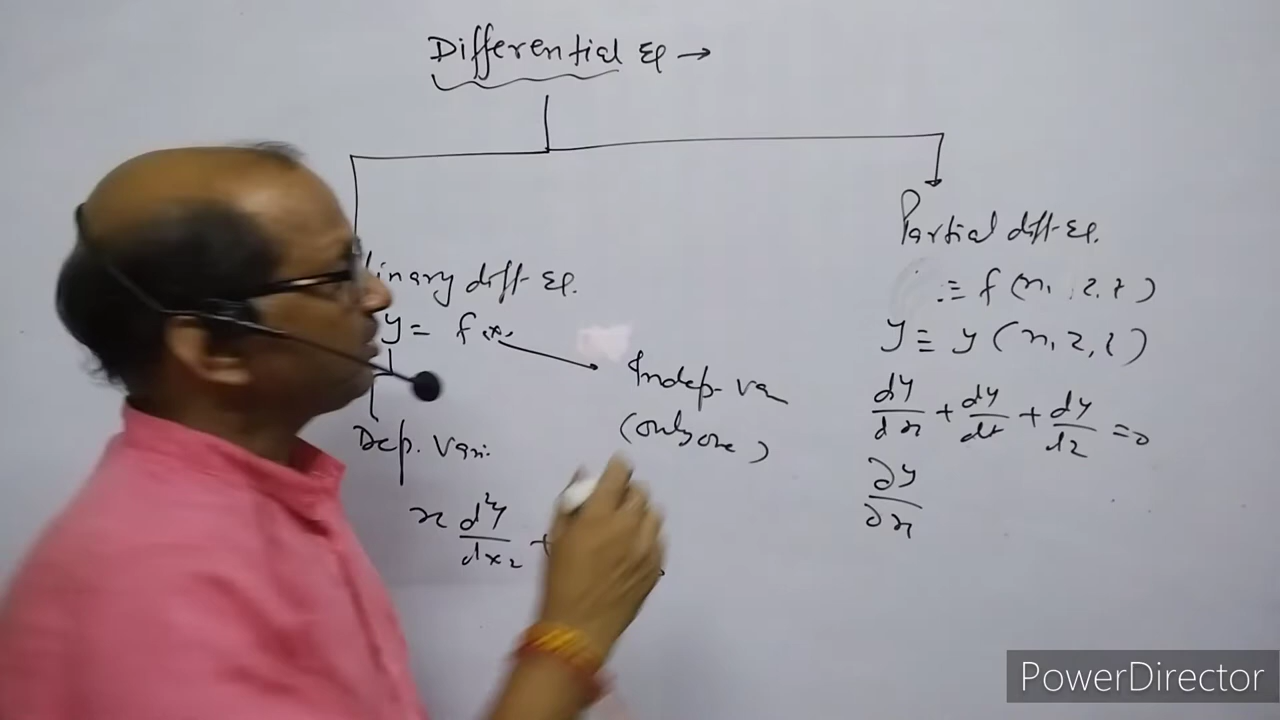 Differential Eq →
dinary diff-Eq.
y = f(x)
Indep-va
(only one)
Dep. Vari.
x d²y/dx2 +
Partial diff-Eq.
∴≡ f(x, z, t)
y ≡ y(x, z, t)
dy/dx + dy/dt + dy/dz = 0
∂y/∂x
PowerDirector